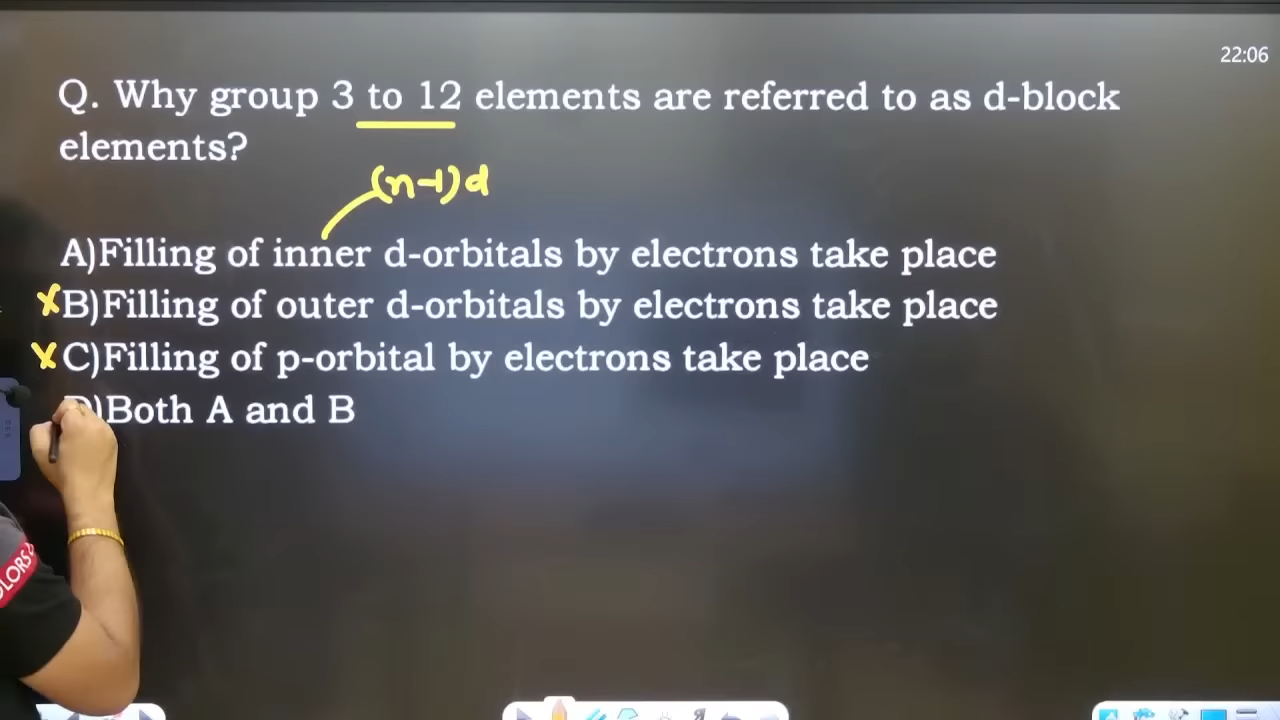 22:06
Q. Why group 3 to 12 elements are referred to as d-block
elements?
(n-1)d
A)Filling of inner d-orbitals by electrons take place
X B)Filling of outer d-orbitals by electrons take place
X C)Filling of p-orbital by electrons take place
D)Both A and B